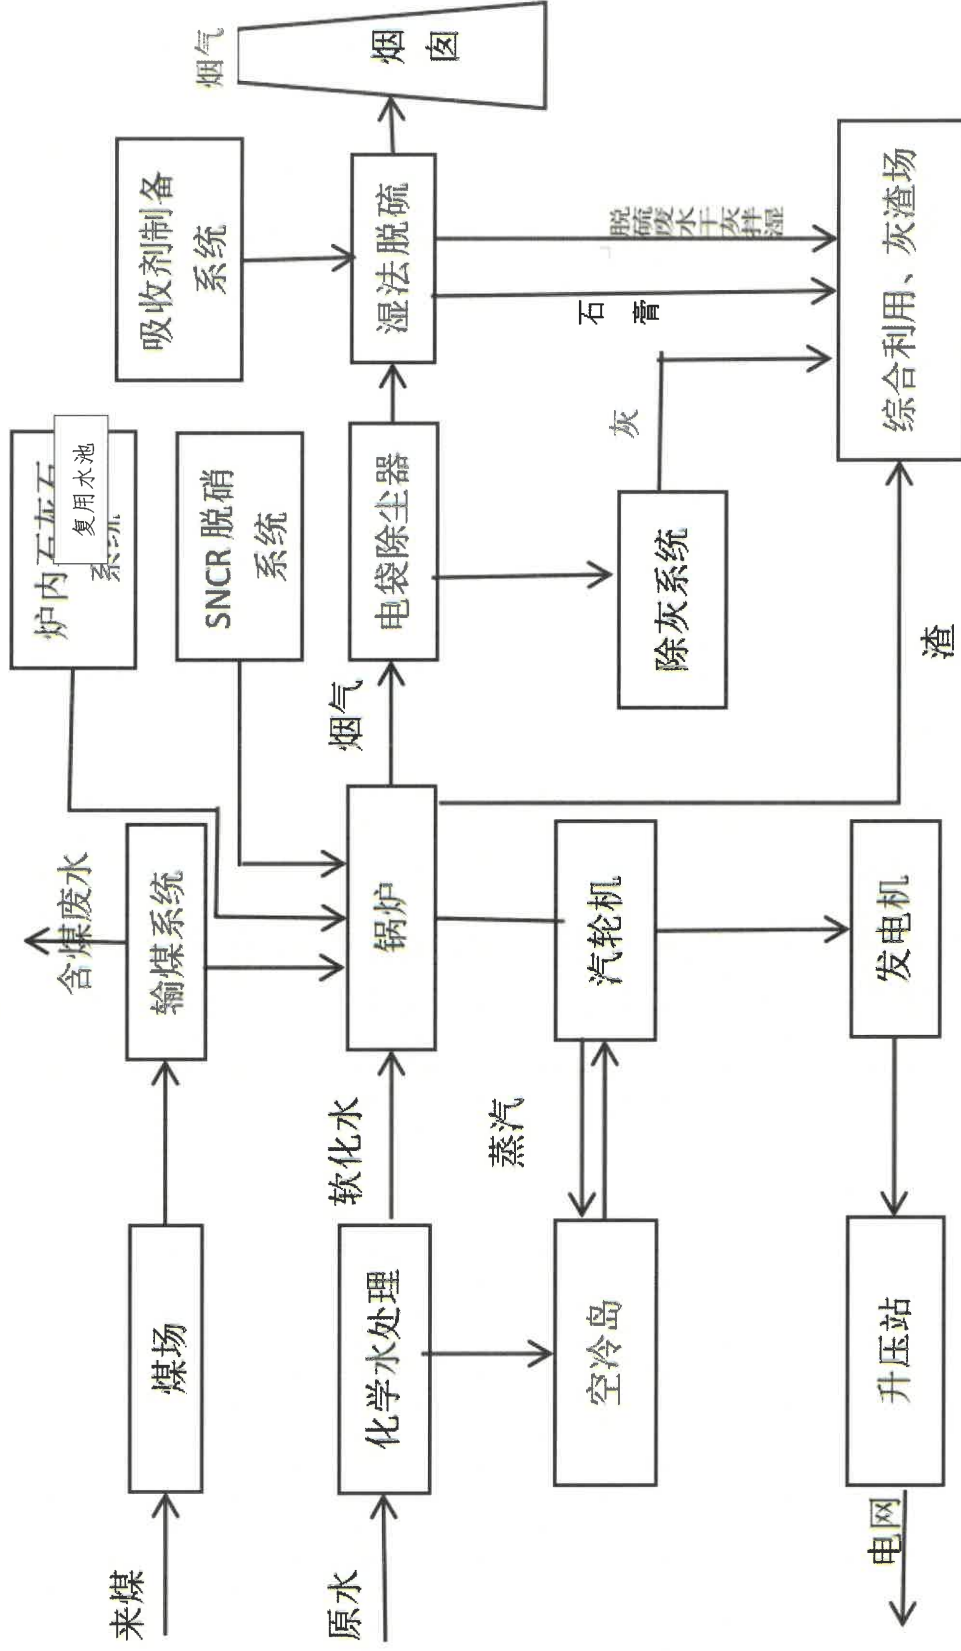 来煤
煤场
输煤系统
含煤废水
炉内石灰石
系统
复用水池
SNCR 脱硝
系统
吸收剂制备
系统
烟气
烟
囱
原水
化学水处理
软化水
锅炉
烟气
电袋除尘器
湿法脱硫
空冷岛
蒸汽
汽轮机
除灰系统
灰
石
膏
脱硫废水干灰拌湿
电网
升压站
发电机
渣
综合利用、灰渣场